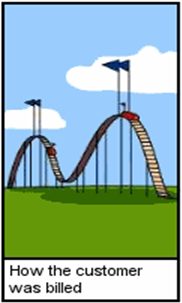 How the customer
was billed